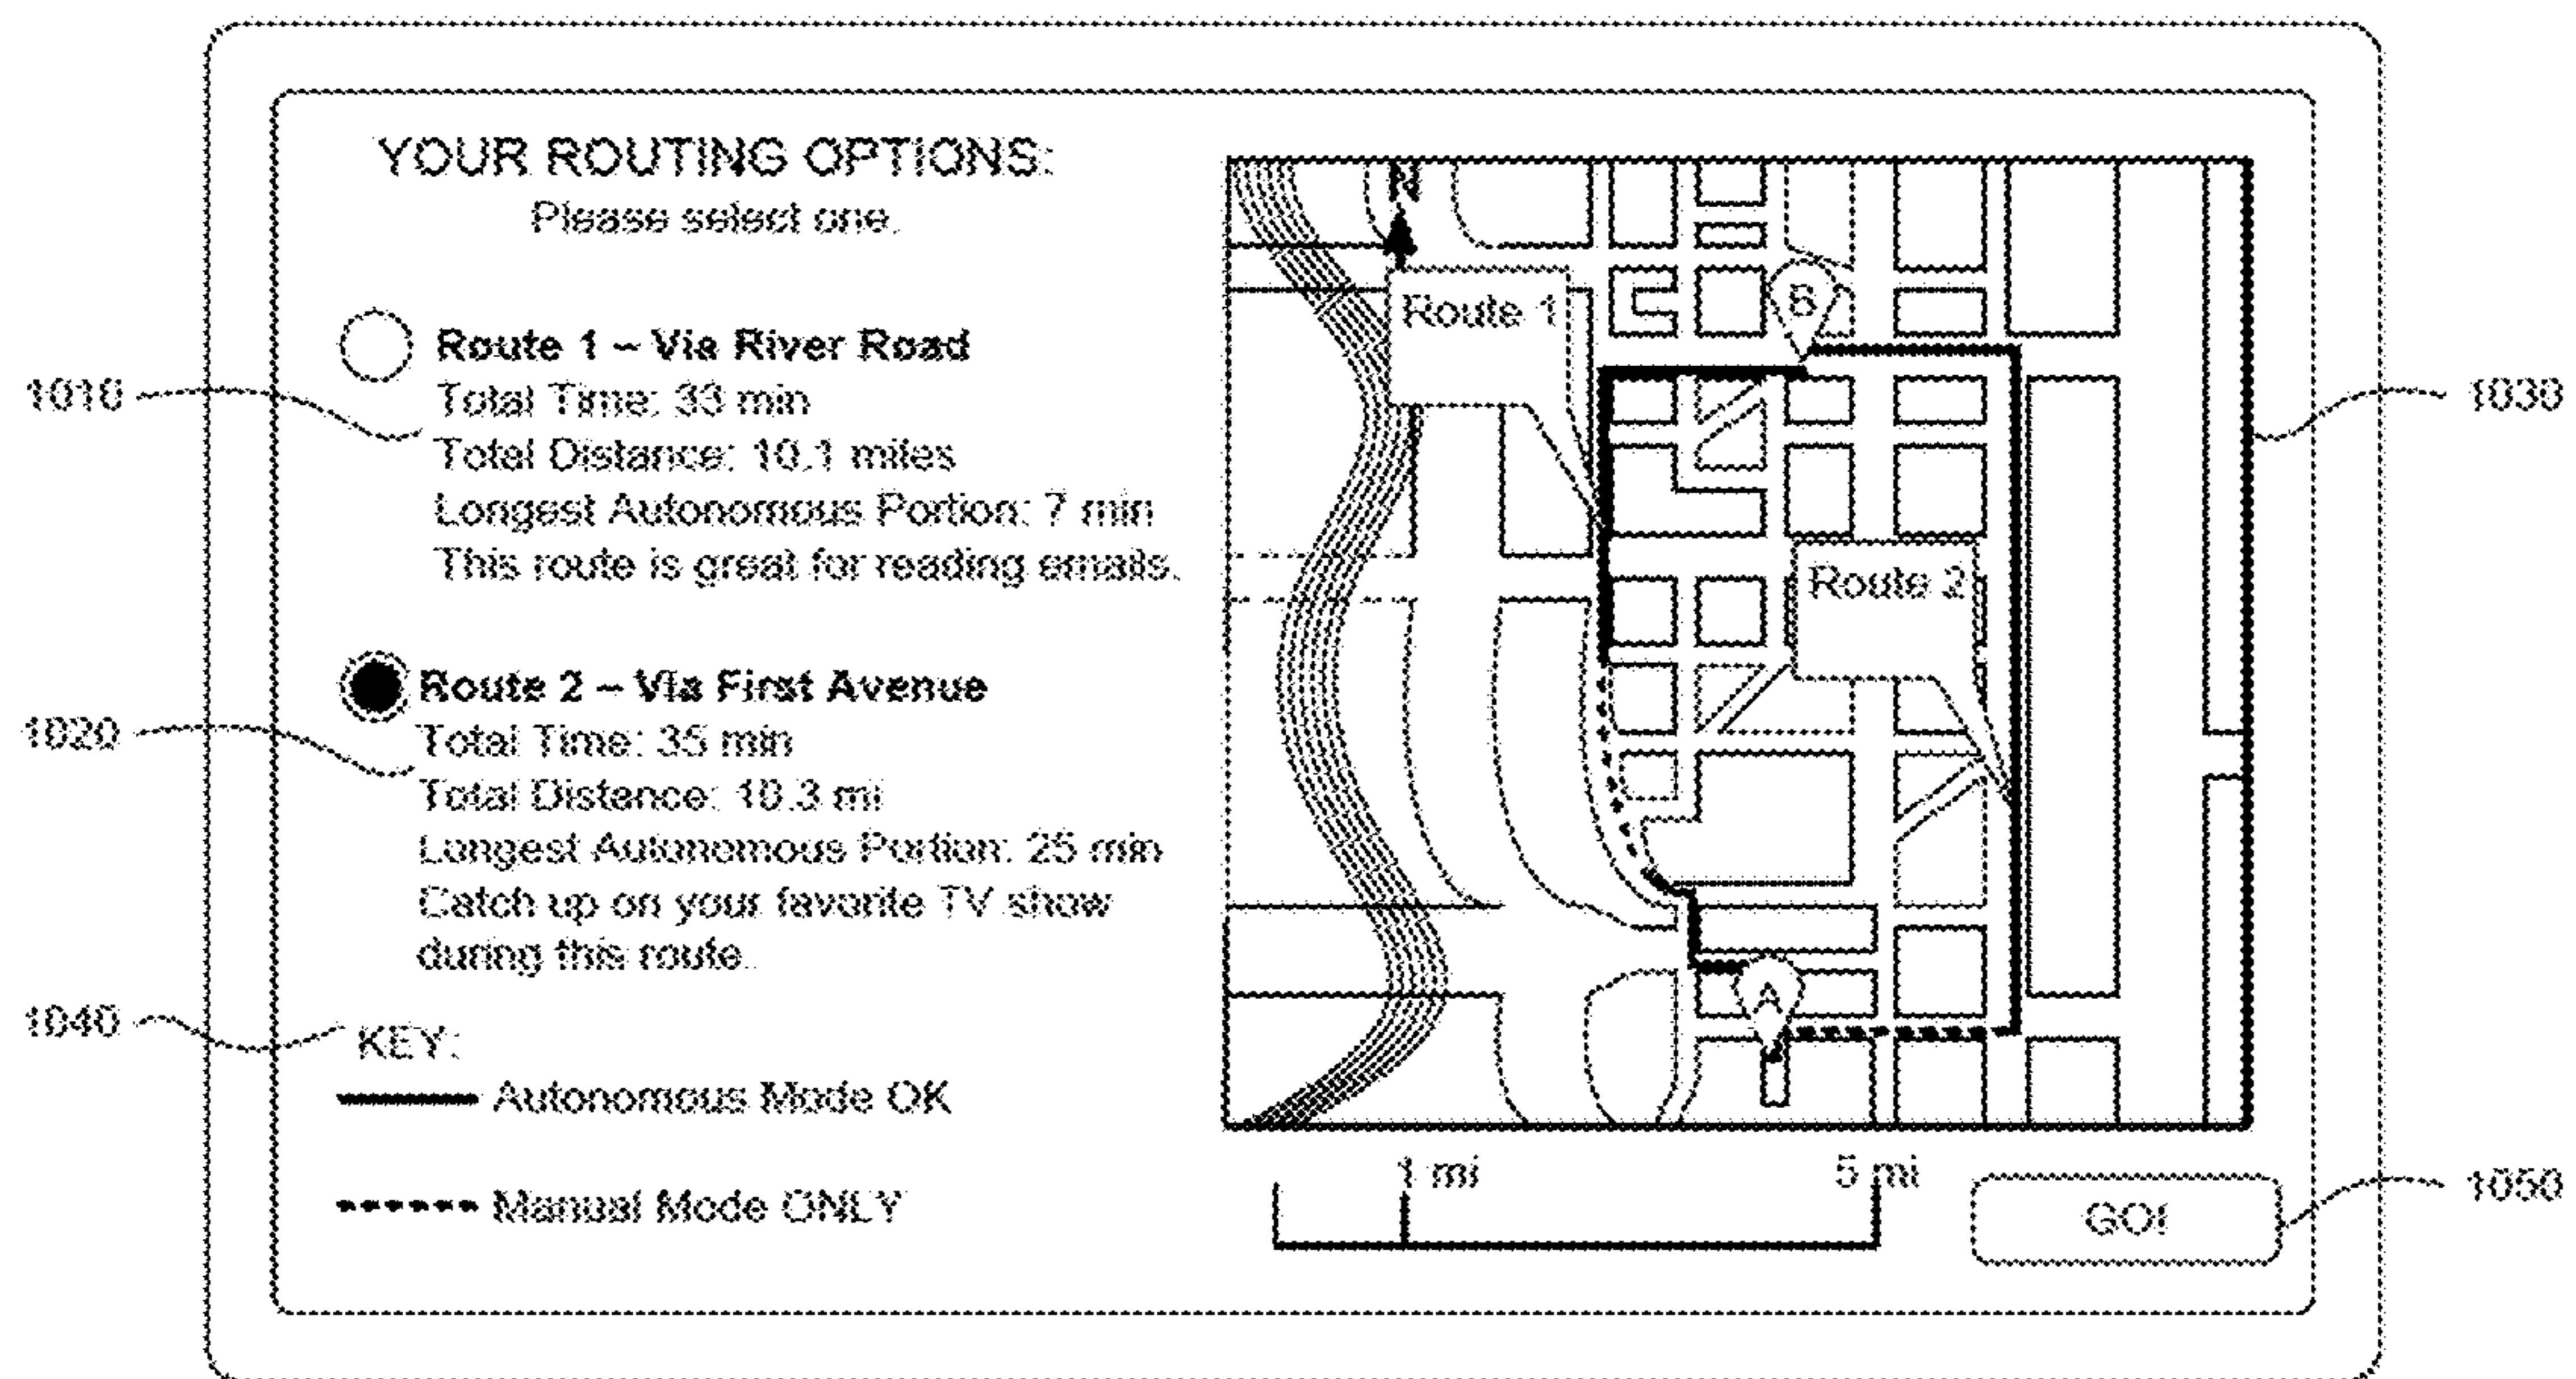 YOUR ROUTING OPTIONS:
Please select one.
Route 1 – Via River Road
Total Time: 33 min
Total Distance: 10.1 miles
Longest Autonomous Portion: 7 min
This route is great for reading emails.
Route 2 – Via First Avenue
Total Time: 35 min
Total Distance: 10.3 mi
Longest Autonomous Portion: 25 min
Catch up on your favorite TV show
during this route.
KEY:
Autonomous Mode OK
Manual Mode ONLY
N
Route 1
B
Route 2
A
1 mi
5 mi
GO!
1010
1020
1040
1030
1050